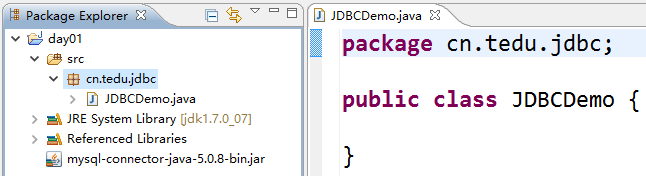 Package Explorer
day01
src
cn.tedu.jdbc
JDBCDemo.java
JRE System Library [jdk1.7.0_07]
Referenced Libraries
mysql-connector-java-5.0.8-bin.jar
JDBCDemo.java
package cn.tedu.jdbc;
public class JDBCDemo {
}